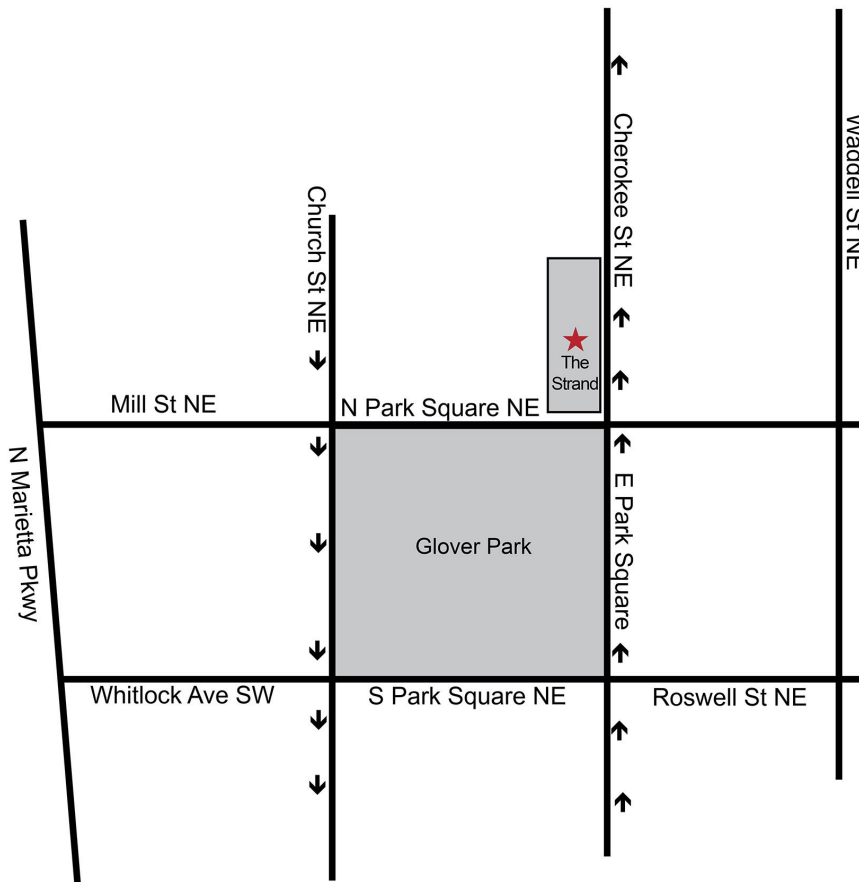 Waddell St NE
Cherokee St NE
Church St NE
The
Strand
Mill St NE
N Park Square NE
N Marietta Pkwy
E Park Square
Glover Park
Whitlock Ave SW
S Park Square NE
Roswell St NE